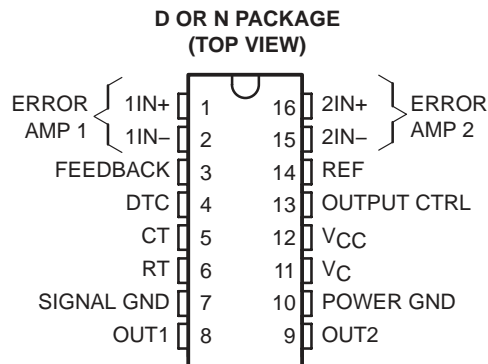 D OR N PACKAGE
(TOP VIEW)
ERROR
AMP 1
1IN+ 1 16 2IN+
1IN− 2 15 2IN−
ERROR
AMP 2
FEEDBACK 3 14 REF
DTC 4 13 OUTPUT CTRL
CT 5 12 VCC
RT 6 11 VC
SIGNAL GND 7 10 POWER GND
OUT1 8 9 OUT2